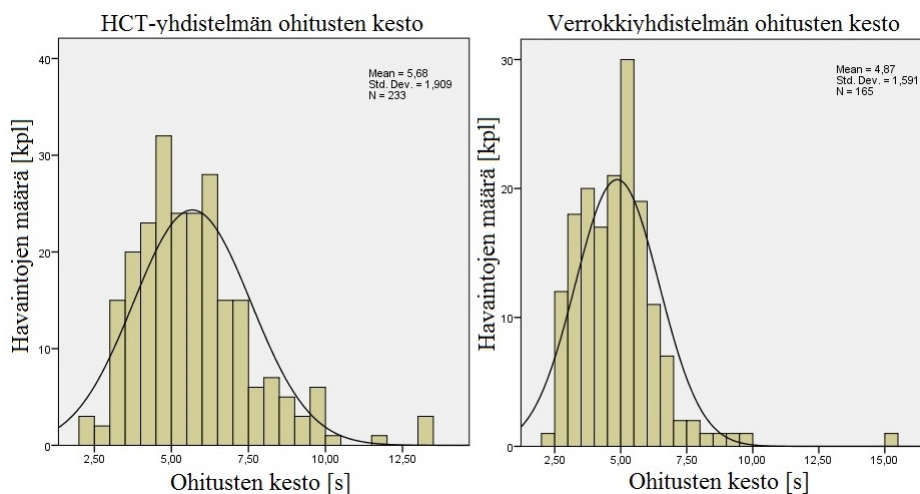 HCT-yhdistelmän ohitusten kesto
Mean = 5,68
Std. Dev. = 1,909
N = 233
Havaintojen määrä [kpl]
40
30
20
10
0
2,50 5,00 7,50 10,00 12,50
Ohitusten kesto [s]
Verrokkiyhdistelmän ohitusten kesto
Mean = 4,87
Std. Dev. = 1,591
N = 165
Havaintojen määrä [kpl]
30
20
10
0
2,50 5,00 7,50 10,00 12,50 15,00
Ohitusten kesto [s]